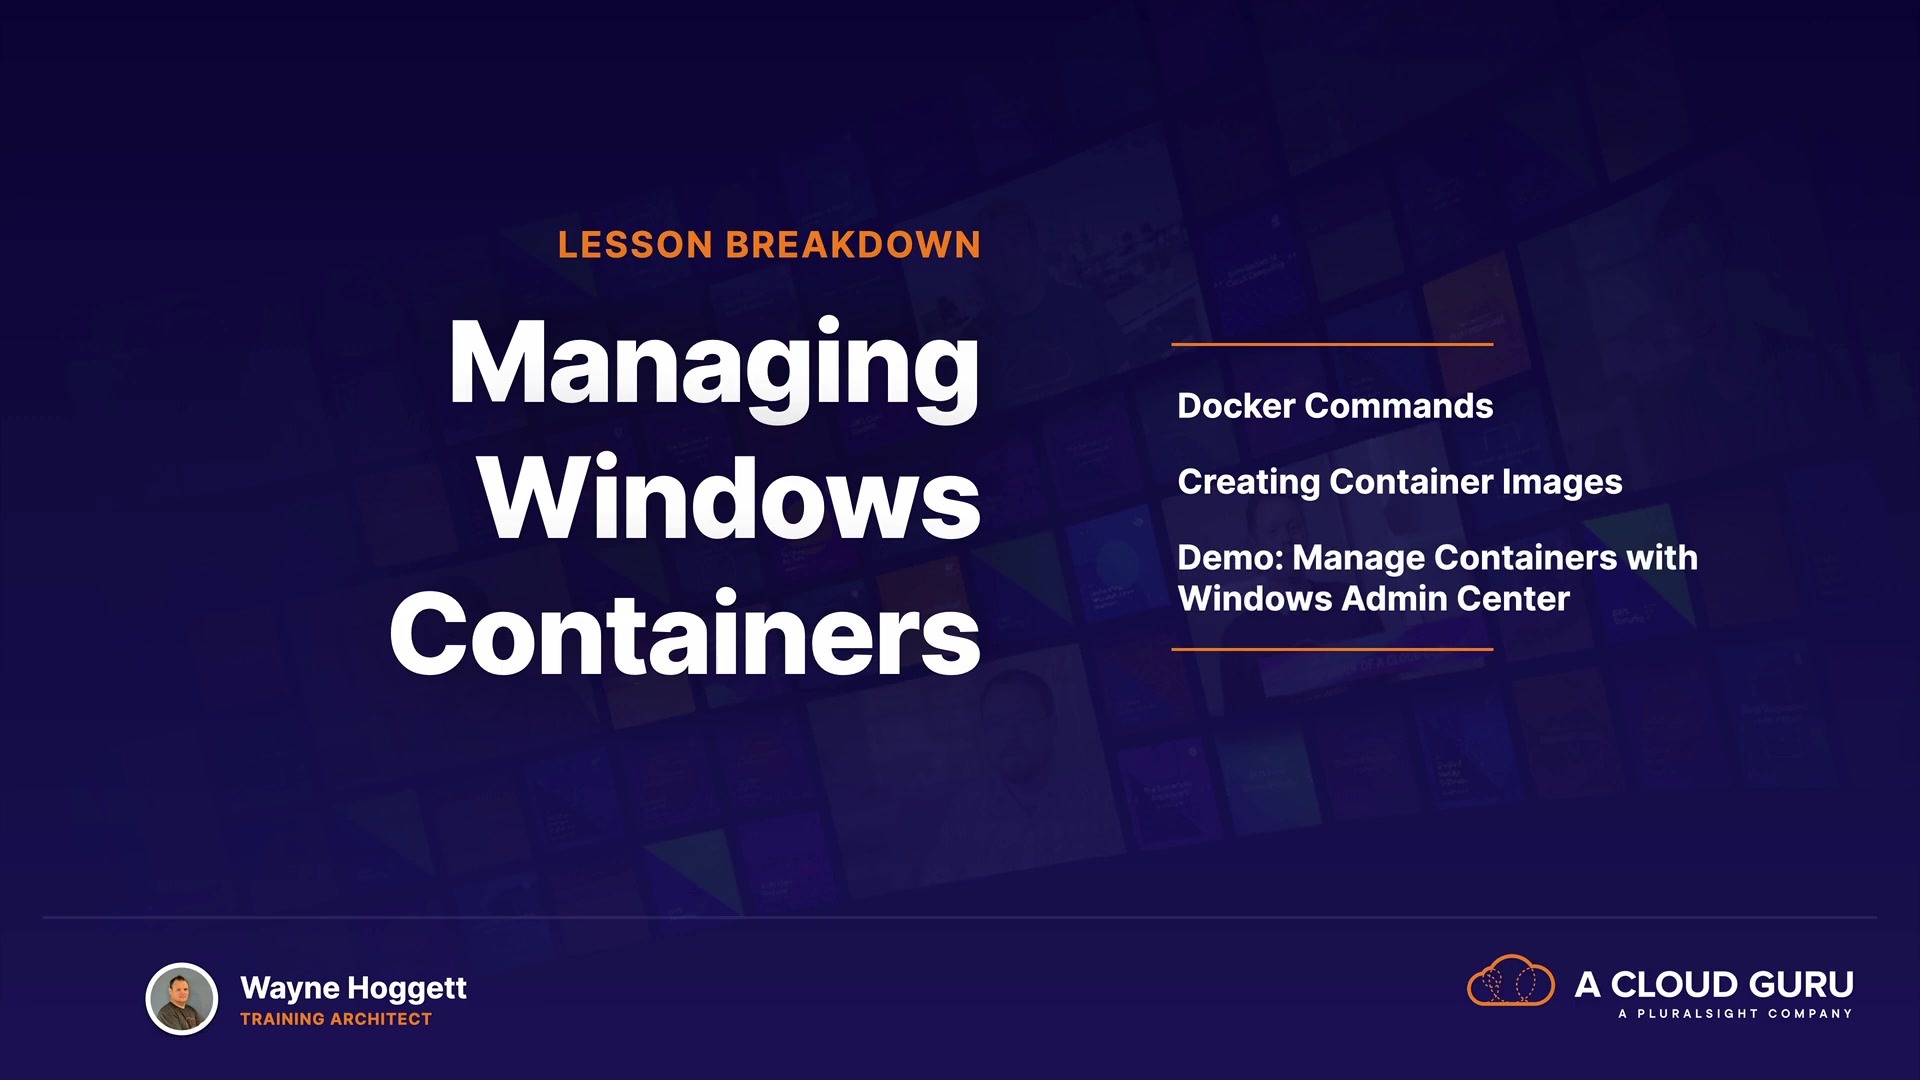 LESSON BREAKDOWN
Managing
Windows
Containers
Docker Commands
Creating Container Images
Demo: Manage Containers with
Windows Admin Center
Wayne Hoggett
TRAINING ARCHITECT
A CLOUD GURU
A PLURALSIGHT COMPANY